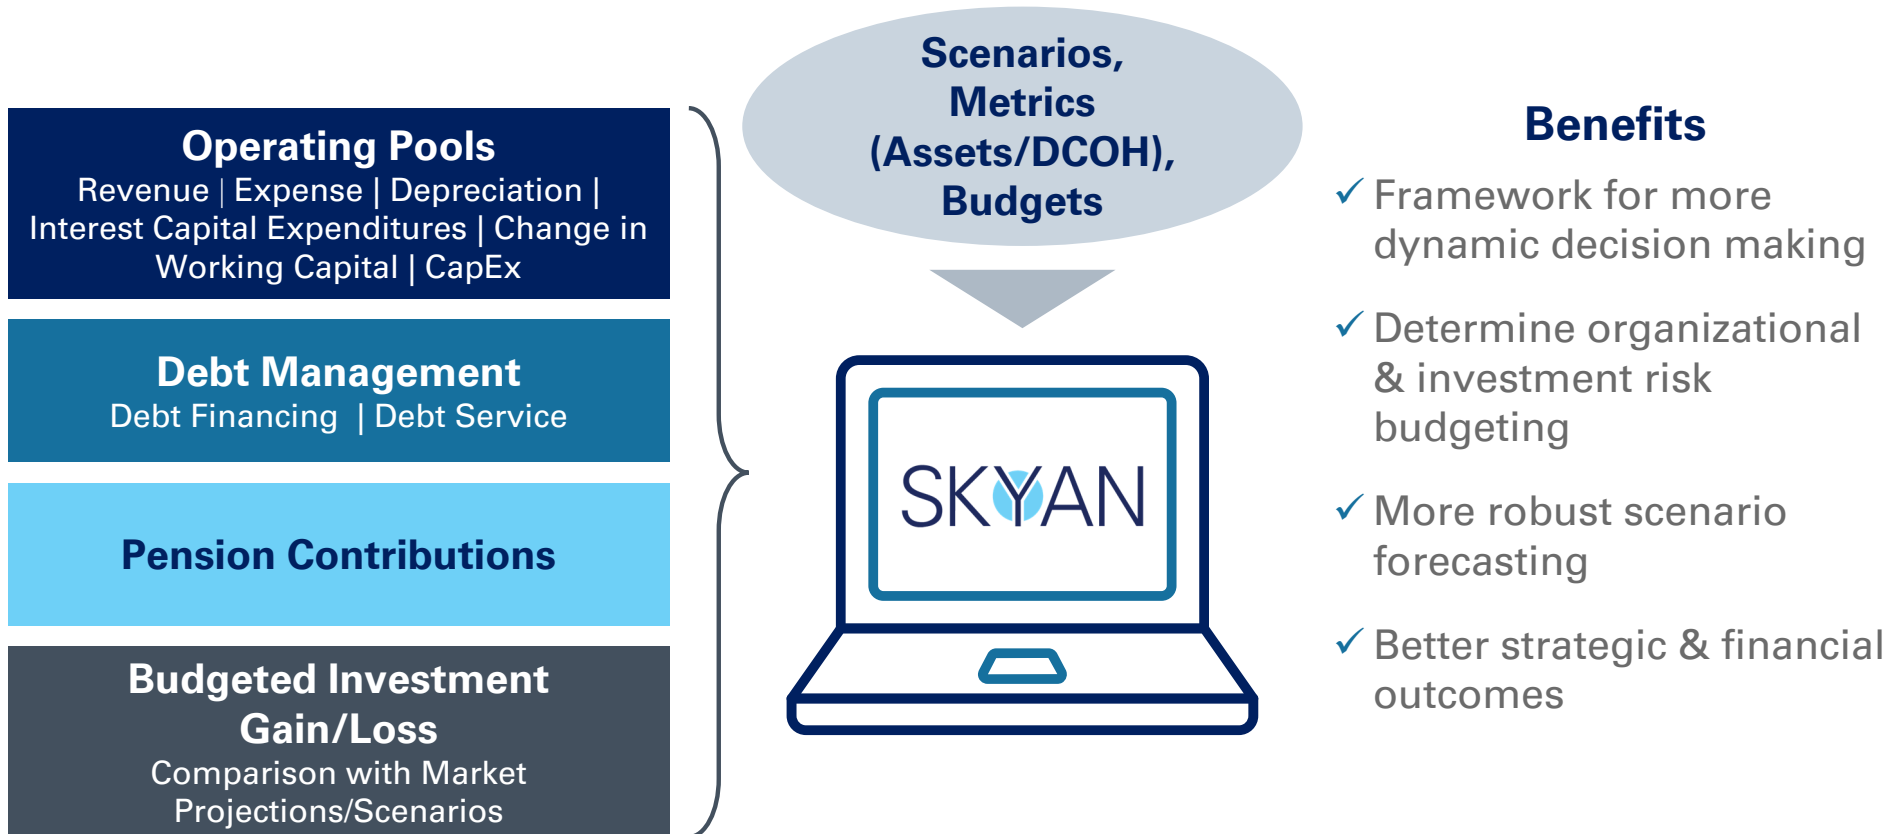 Operating Pools
Revenue | Expense | Depreciation |
Interest Capital Expenditures | Change in
Working Capital | CapEx
Debt Management
Debt Financing | Debt Service
Pension Contributions
Budgeted Investment
Gain/Loss
Comparison with Market
Projections/Scenarios
Scenarios,
Metrics
(Assets/DCOH),
Budgets
SKYAN
Benefits
✓ Framework for more
dynamic decision making
✓ Determine organizational
& investment risk
budgeting
✓ More robust scenario
forecasting
✓ Better strategic & financial
outcomes